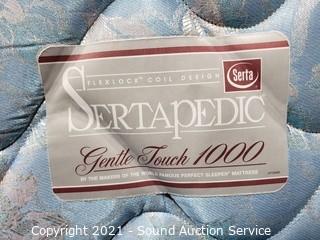 FLEXLOCK™ COIL DESIGN
Serta
SERTAPEDIC
Gentle Touch 1000
BY THE MAKERS OF THE WORLD FAMOUS PERFECT SLEEPER® MATTRESS
Copyright 2021 - Sound Auction Service